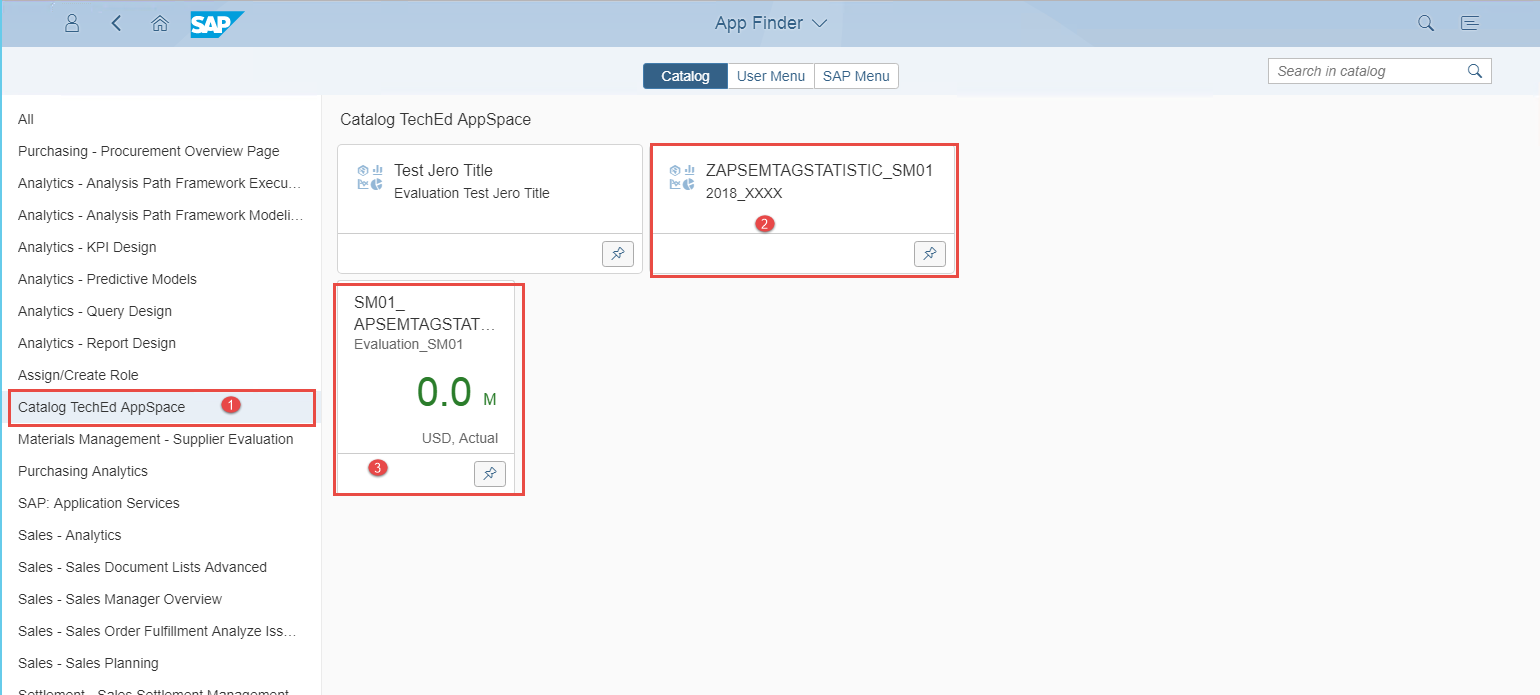 SAP
App Finder
Catalog
User Menu
SAP Menu
Search in catalog
All
Purchasing - Procurement Overview Page
Analytics - Analysis Path Framework Execu...
Analytics - Analysis Path Framework Modeli...
Analytics - KPI Design
Analytics - Predictive Models
Analytics - Query Design
Analytics - Report Design
Assign/Create Role
Catalog TechEd AppSpace
1
Materials Management - Supplier Evaluation
Purchasing Analytics
SAP: Application Services
Sales - Analytics
Sales - Sales Document Lists Advanced
Sales - Sales Manager Overview
Sales - Sales Order Fulfillment Analyze Iss...
Sales - Sales Planning
Settlement - Sales Settlement Management
Catalog TechEd AppSpace
Test Jero Title
Evaluation Test Jero Title
ZAPSEMTAGSTATISTIC_SM01
2018_XXXX
2
SM01_
APSEMTAGSTAT...
Evaluation_SM01
0.0 M
USD, Actual
3